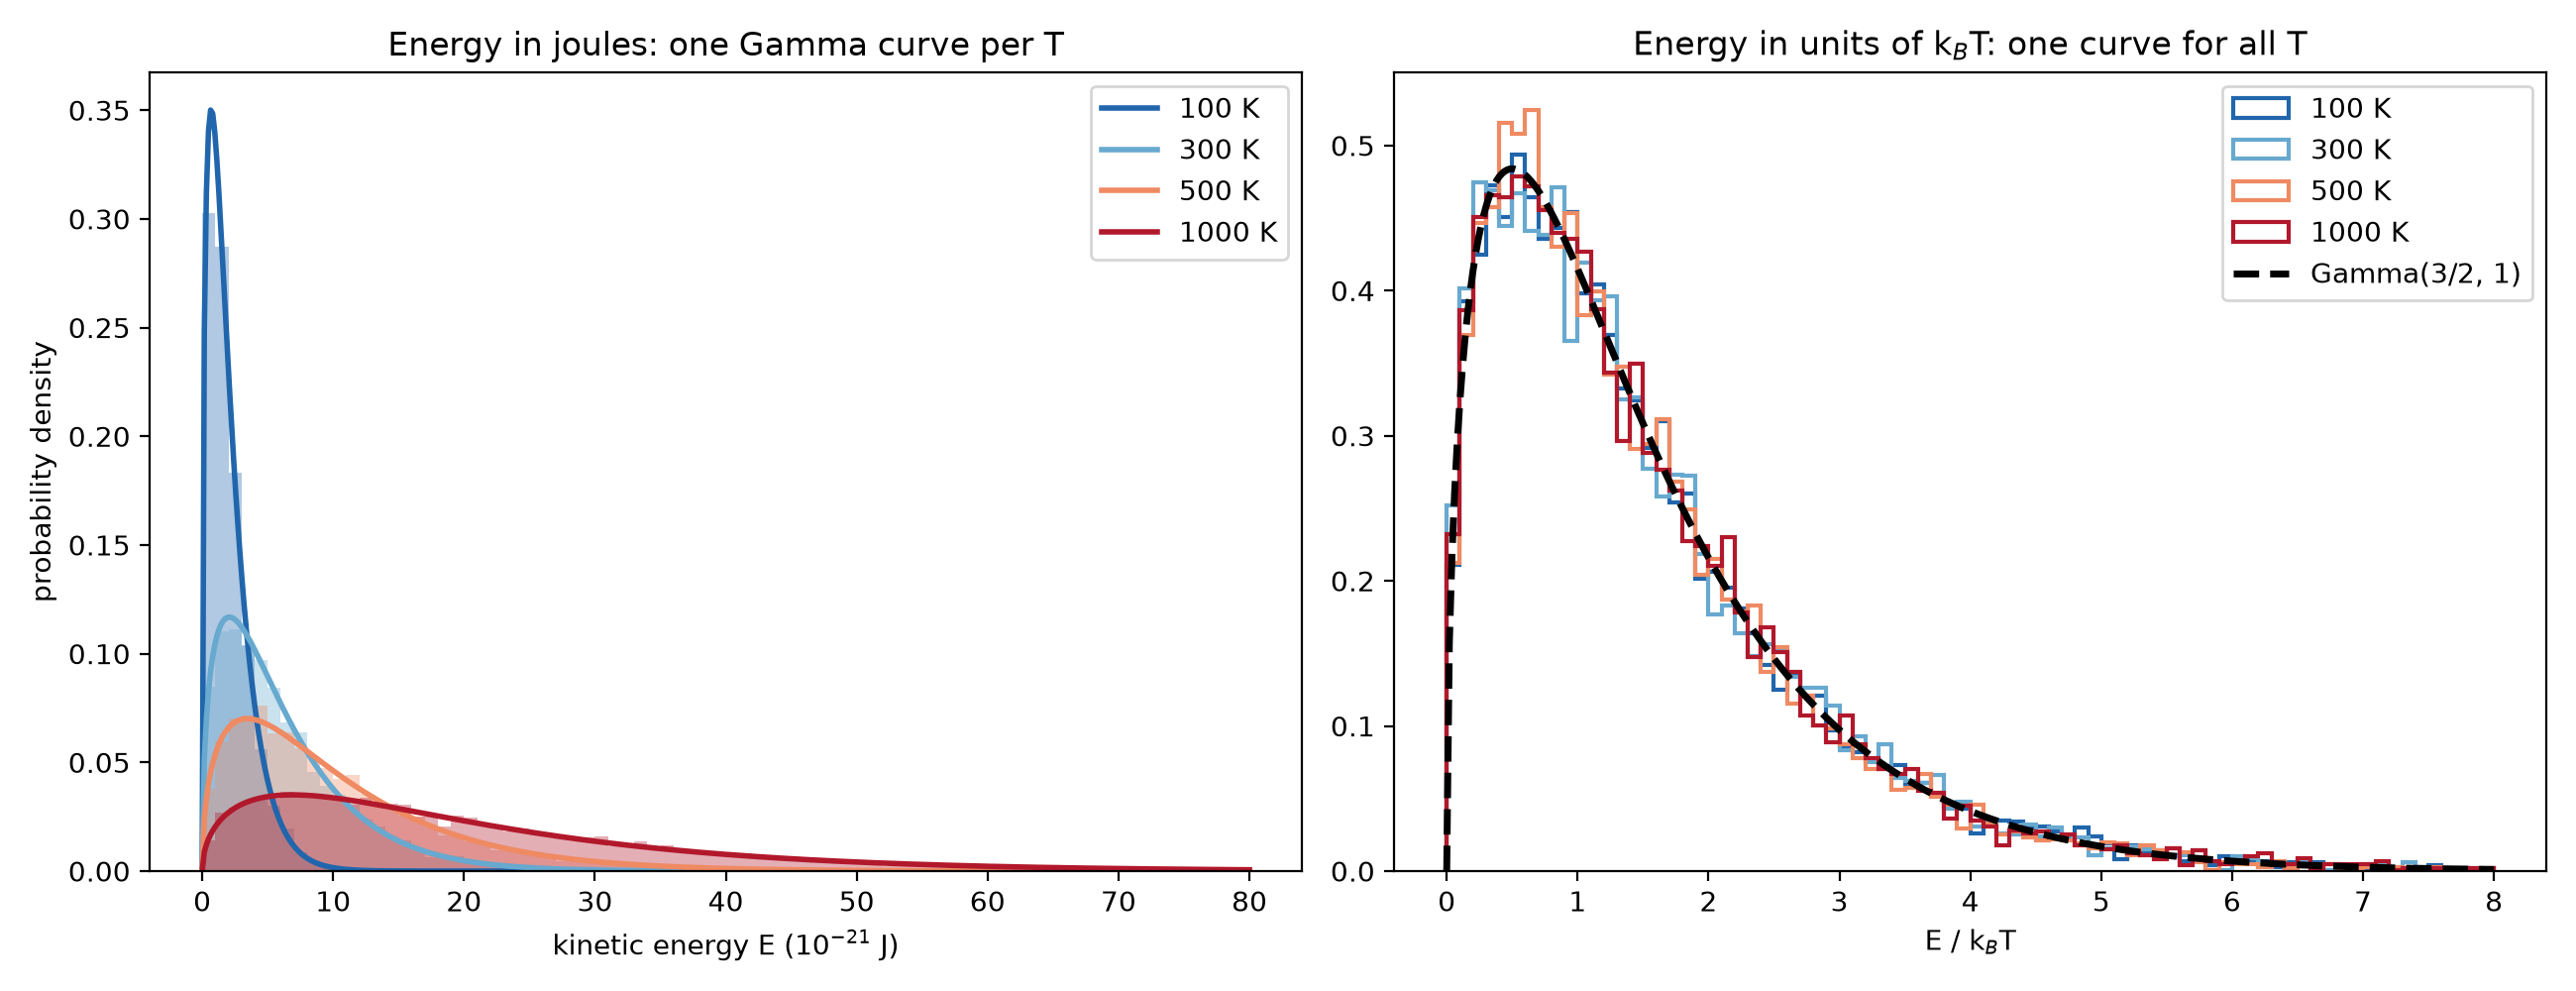 Energy in joules: one Gamma curve per T
0.35
0.30
0.25
0.20
0.15
0.10
0.05
0.00
probability density
0 10 20 30 40 50 60 70 80
kinetic energy E (10⁻²¹ J)
100 K
300 K
500 K
1000 K
Energy in units of k_BT: one curve for all T
0.5
0.4
0.3
0.2
0.1
0.0
0 1 2 3 4 5 6 7 8
E / k_BT
100 K
300 K
500 K
1000 K
Gamma(3/2, 1)